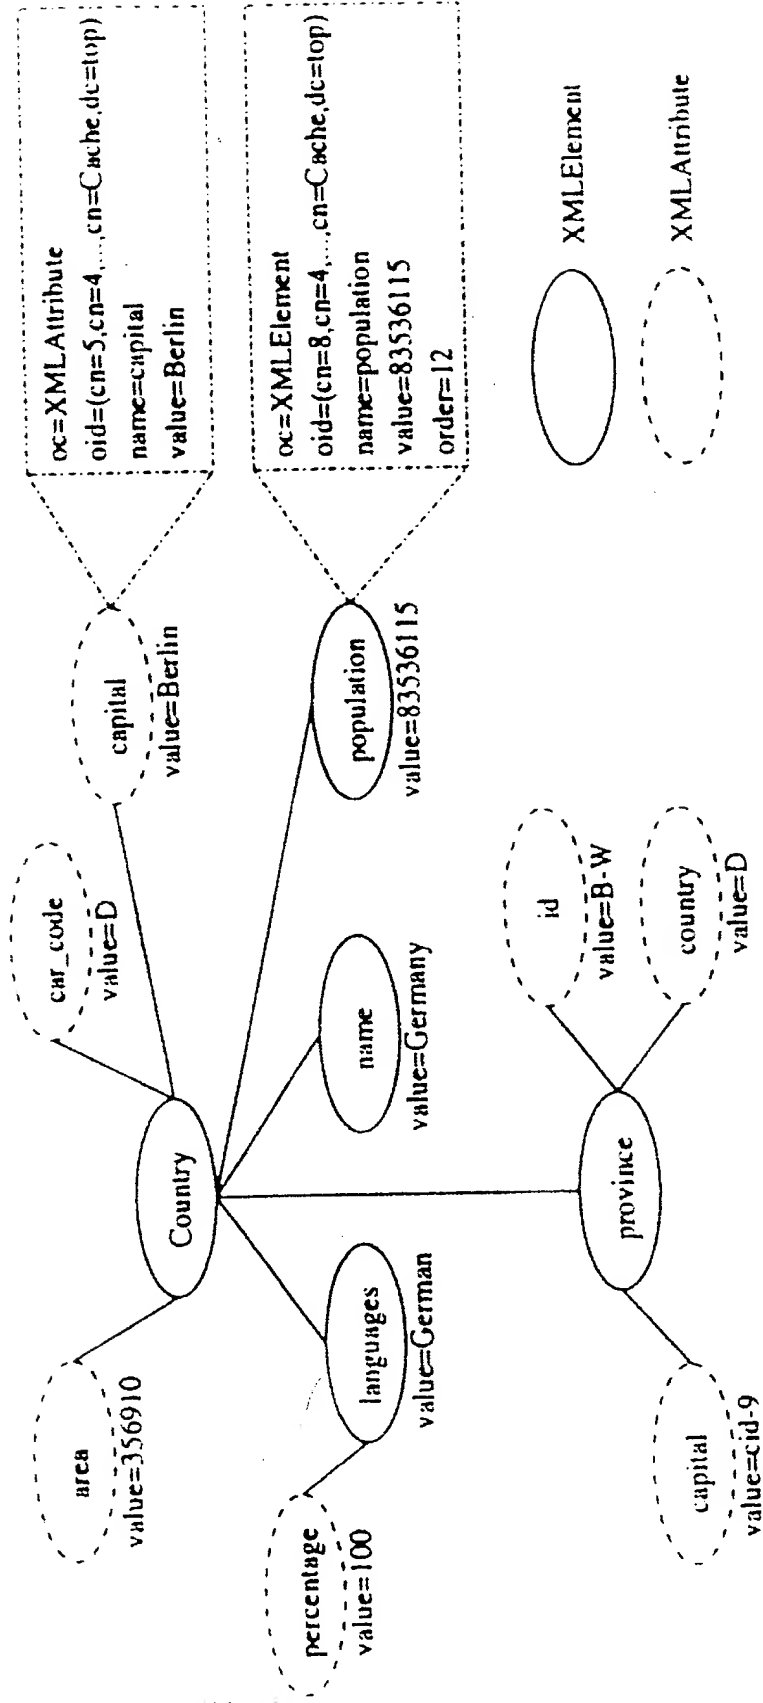 area
value=356910
percentage
value=100
languages
value=German
Country
car_code
value=D
capital
value=Berlin
name
value=Germany
population
value=83536115
oc=XMLAttribute
oid=(cn=5,cn=4,...,cn=Cache,dc=top)
name=capital
value=Berlin
oc=XMLElement
oid=(cn=8,cn=4,...,cn=Cache,dc=top)
name=population
value=83536115
order=12
capital
value=cid-9
province
id
value=B-W
country
value=D
XMLElement
XMLAttribute